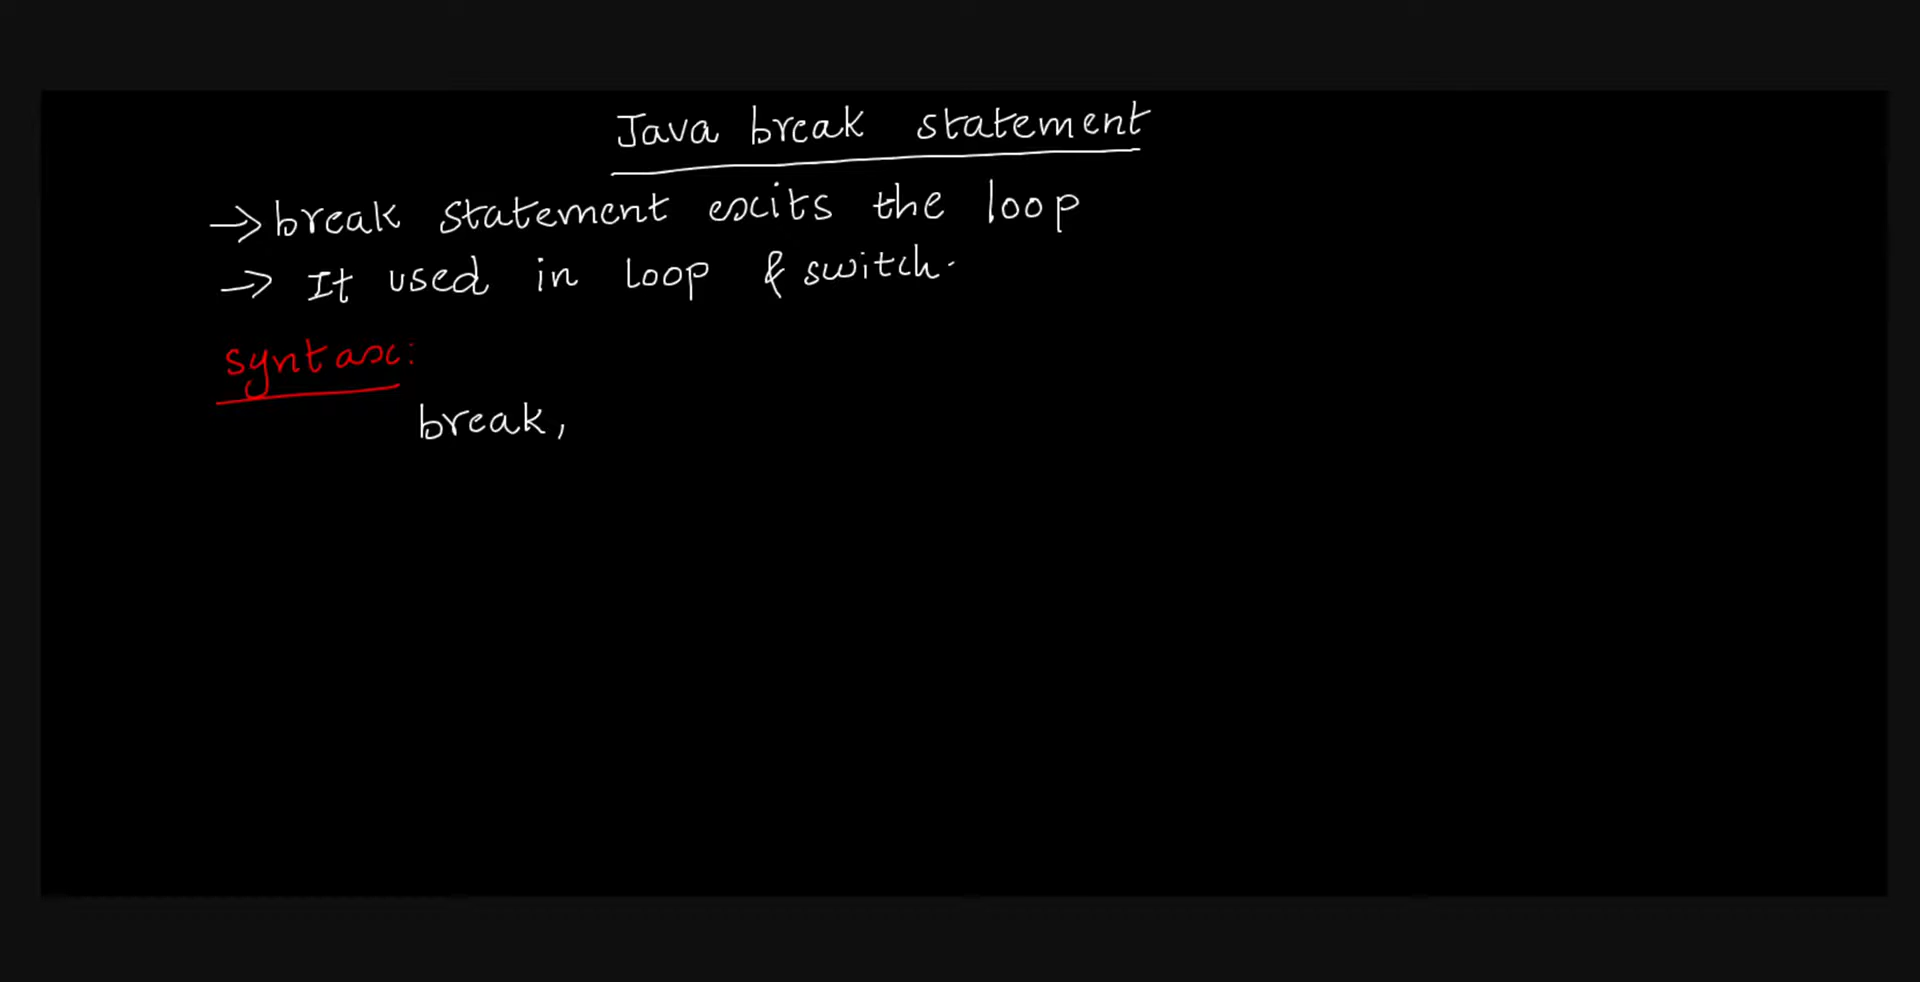 Java break statement
→ break statement exits the loop
→ It used in loop & switch.
syntax:
break,